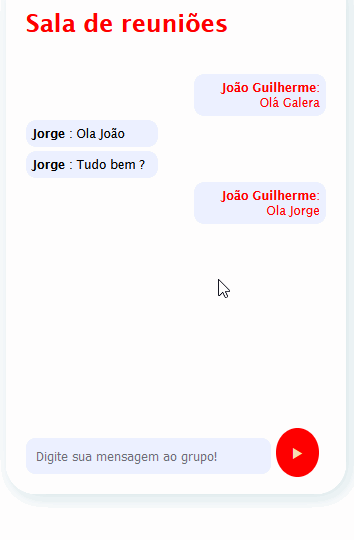 Sala de reuniões
João Guilherme:
Olá Galera
Jorge : Ola João
Jorge : Tudo bem ?
João Guilherme:
Ola Jorge
Digite sua mensagem ao grupo!